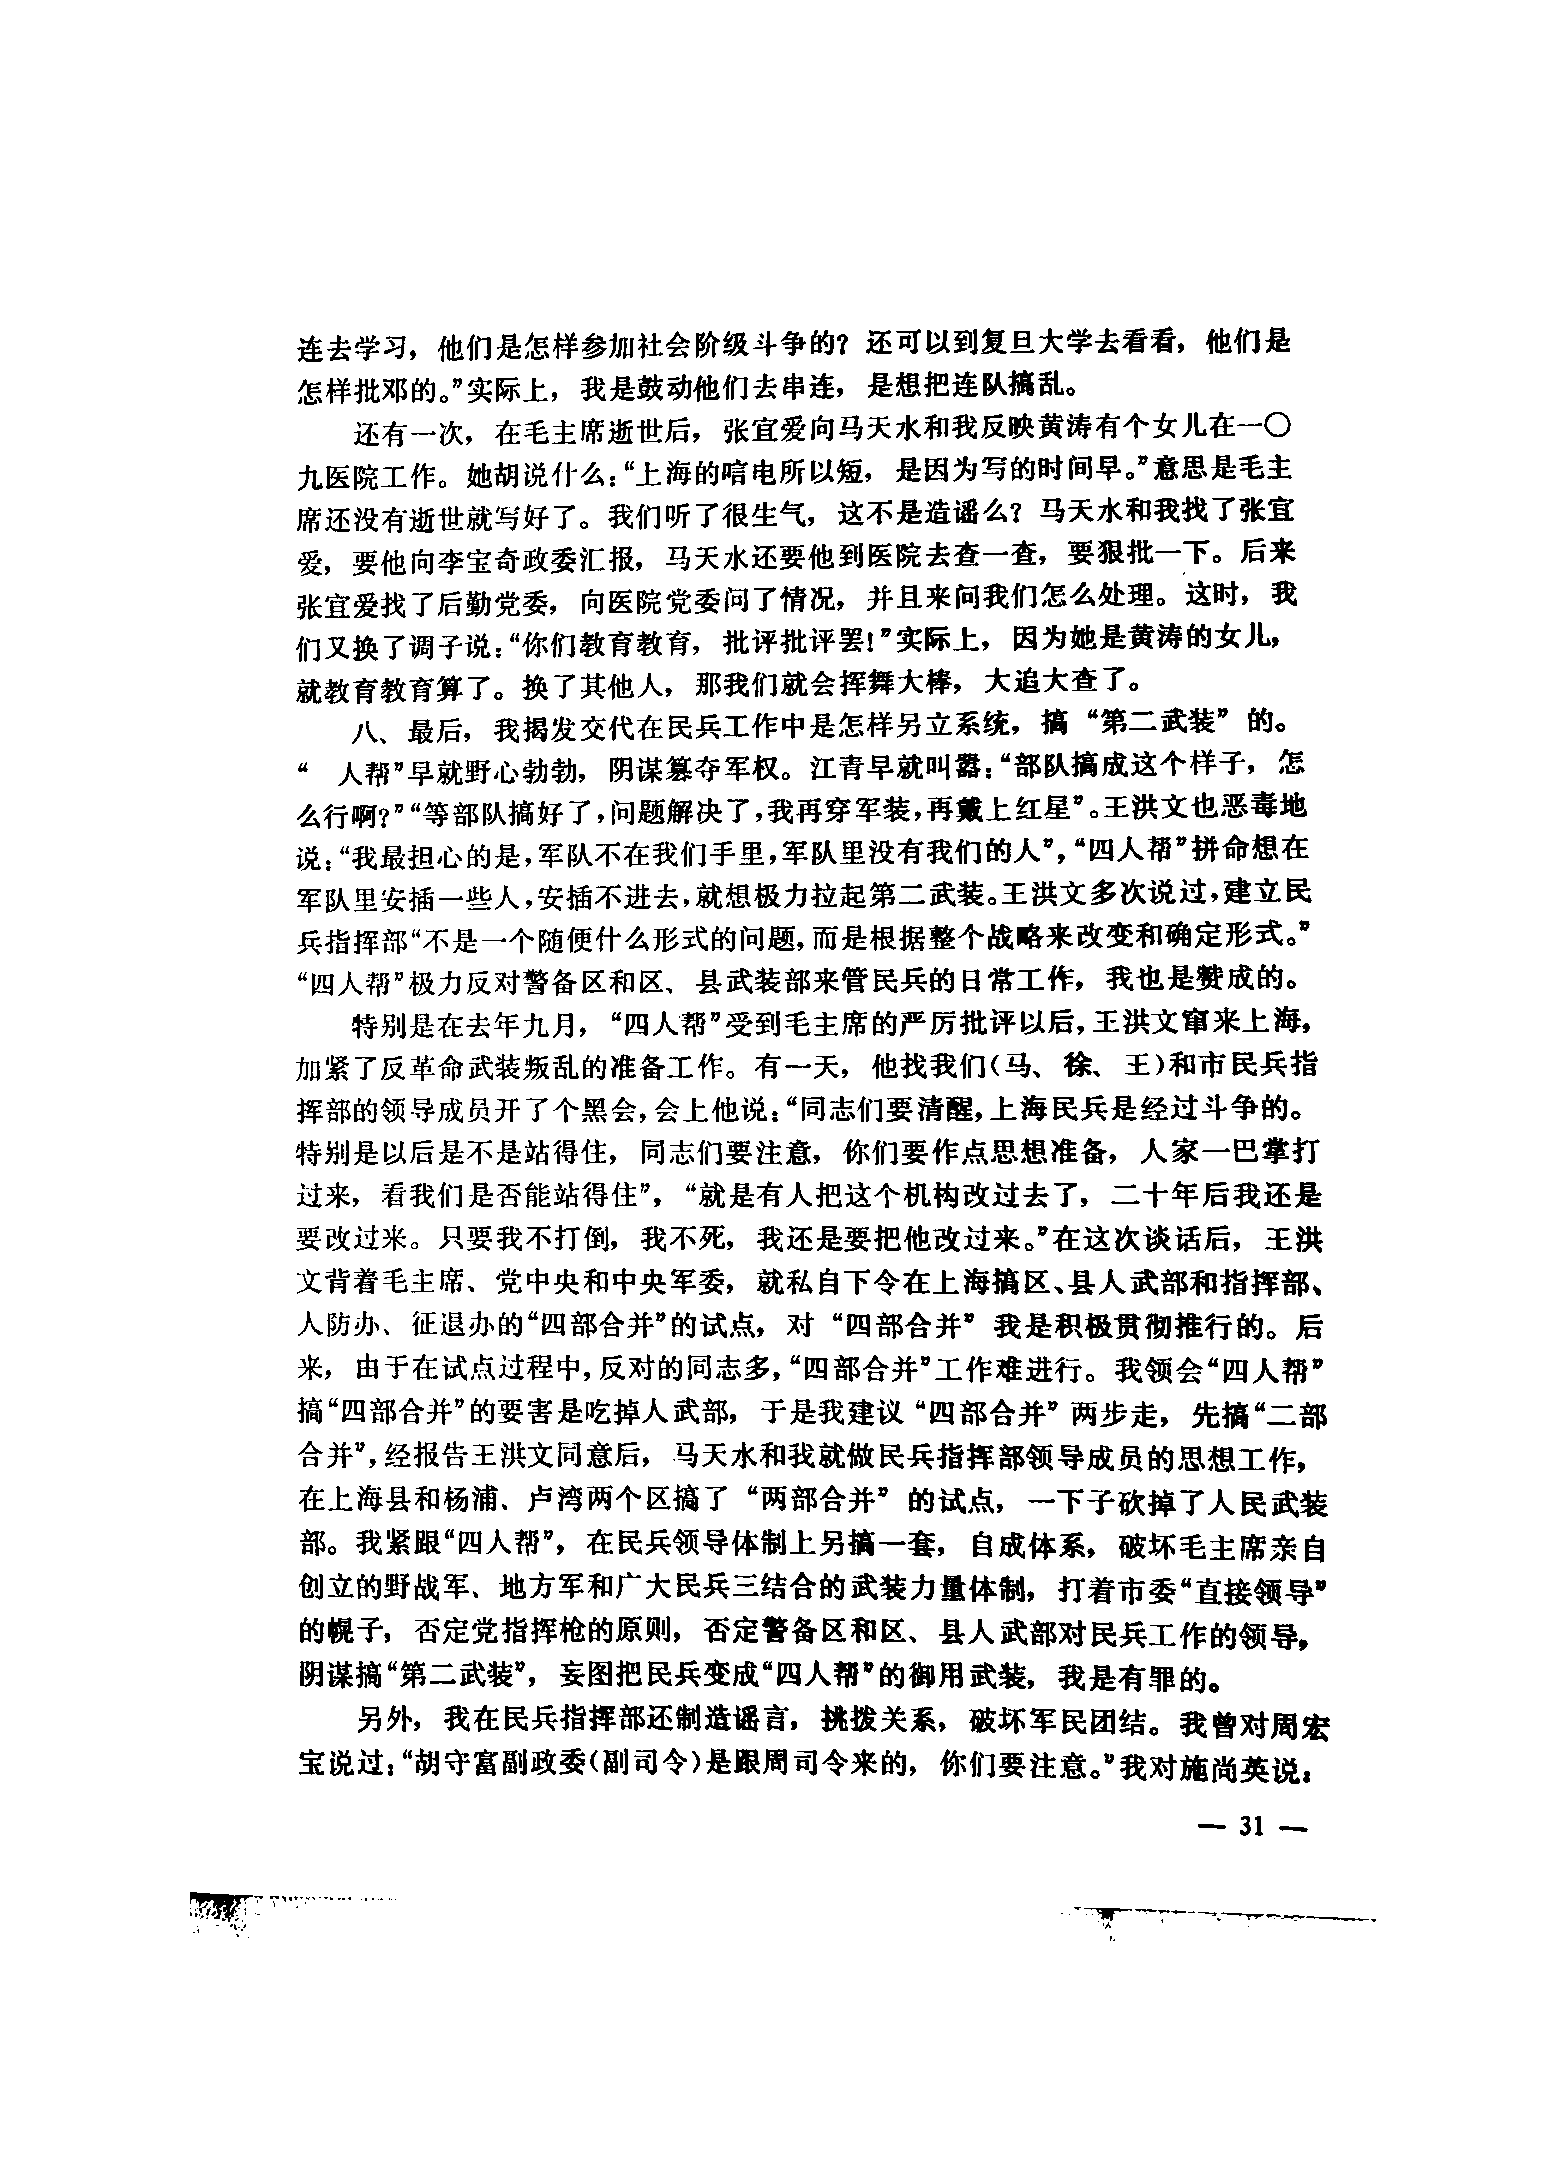 连去学习，他们是怎样参加社会阶级斗争的？还可以到复旦大学去看看，他们是
怎样批邓的。”实际上，我是鼓动他们去串连，是想把连队搞乱。
还有一次，在毛主席逝世后，张宜爱向马天水和我反映黄涛有个女儿在一〇
九医院工作。她胡说什么：“上海的唁电所以短，是因为写的时间早。”意思是毛主
席还没有逝世就写好了。我们听了很生气，这不是造谣么？马天水和我找了张宜
爱，要他向李宝奇政委汇报，马天水还要他到医院去查一查，要狠批一下。后来
张宜爱找了后勤党委，向医院党委问了情况，并且来问我们怎么处理。这时，我
们又换了调子说：“你们教育教育，批评批评罢！”实际上，因为她是黄涛的女儿，
就教育教育算了。换了其他人，那我们就会挥舞大棒，大追大查了。
八、最后，我揭发交代在民兵工作中是怎样另立系统，搞“第二武装”的。
“　人帮”早就野心勃勃，阴谋篡夺军权。江青早就叫嚣：“部队搞成这个样子，怎
么行啊？”“等部队搞好了，问题解决了，我再穿军装，再戴上红星”。王洪文也恶毒地
说：“我最担心的是，军队不在我们手里，军队里没有我们的人”，“四人帮”拼命想在
军队里安插一些人，安插不进去，就想极力拉起第二武装。王洪文多次说过，建立民
兵指挥部“不是一个随便什么形式的问题，而是根据整个战略来改变和确定形式。”
“四人帮”极力反对警备区和区、县武装部来管民兵的日常工作，我也是赞成的。
特别是在去年九月，“四人帮”受到毛主席的严厉批评以后，王洪文窜来上海，
加紧了反革命武装叛乱的准备工作。有一天，他找我们（马、徐、王）和市民兵指
挥部的领导成员开了个黑会，会上他说：“同志们要清醒，上海民兵是经过斗争的。
特别是以后是不是站得住，同志们要注意，你们要作点思想准备，人家一巴掌打
过来，看我们是否能站得住”，“就是有人把这个机构改过去了，二十年后我还是
要改过来。只要我不打倒，我不死，我还是要把他改过来。”在这次谈话后，王洪
文背着毛主席、党中央和中央军委，就私自下令在上海搞区、县人武部和指挥部、
人防办、征退办的“四部合并”的试点，对“四部合并”我是积极贯彻推行的。后
来，由于在试点过程中，反对的同志多，“四部合并”工作难进行。我领会“四人帮”
搞“四部合并”的要害是吃掉人武部，于是我建议“四部合并”两步走，先搞“二部
合并”，经报告王洪文同意后，马天水和我就做民兵指挥部领导成员的思想工作，
在上海县和杨浦、卢湾两个区搞了“两部合并”的试点，一下子砍掉了人民武装
部。我紧跟“四人帮”，在民兵领导体制上另搞一套，自成体系，破坏毛主席亲自
创立的野战军、地方军和广大民兵三结合的武装力量体制，打着市委“直接领导”
的幌子，否定党指挥枪的原则，否定警备区和区、县人武部对民兵工作的领导，
阴谋搞“第二武装”，妄图把民兵变成“四人帮”的御用武装，我是有罪的。
另外，我在民兵指挥部还制造谣言，挑拨关系，破坏军民团结。我曾对周宏
宝说过：“胡守富副政委（副司令）是跟周司令来的，你们要注意。”我对施尚英说：
— 31 —